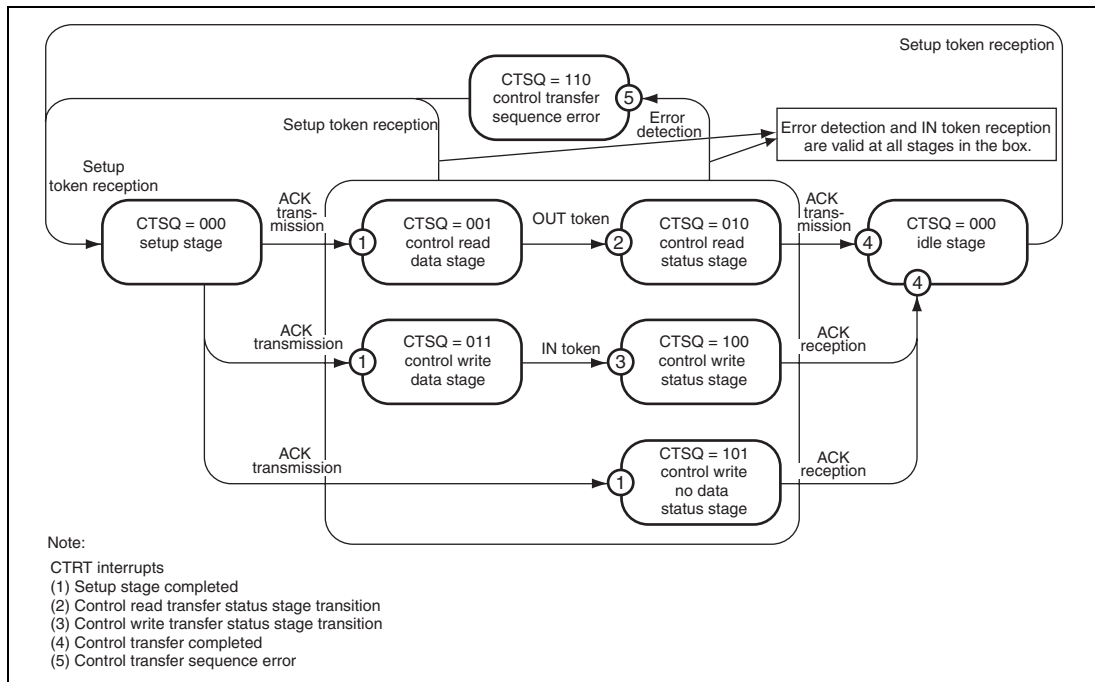 Setup token reception
CTSQ = 110
control transfer
sequence error
5
Setup token reception
Error
detection
Error detection and IN token reception
are valid at all stages in the box.
Setup
token reception
CTSQ = 000
setup stage
ACK
trans-
mission
1
CTSQ = 001
control read
data stage
OUT token
2
CTSQ = 010
control read
status stage
ACK
trans-
mission
4
CTSQ = 000
idle stage
4
ACK
transmission
1
CTSQ = 011
control write
data stage
IN token
3
CTSQ = 100
control write
status stage
ACK
reception
ACK
transmission
1
CTSQ = 101
control write
no data
status stage
ACK
reception
Note:
CTRT interrupts
(1) Setup stage completed
(2) Control read transfer status stage transition
(3) Control write transfer status stage transition
(4) Control transfer completed
(5) Control transfer sequence error